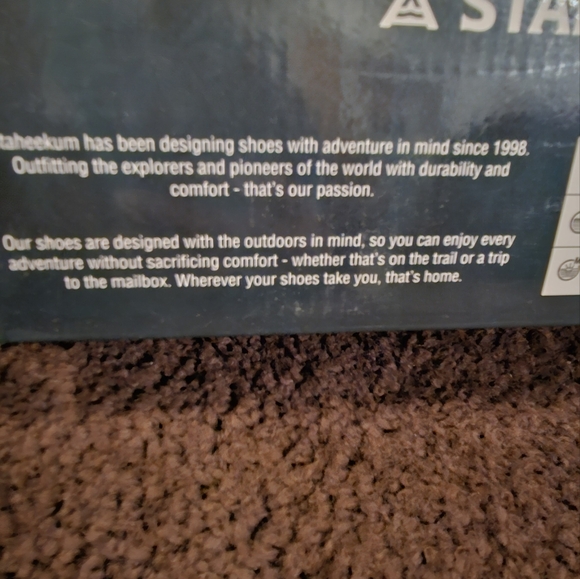 STA
taheekum has been designing shoes with adventure in mind since 1998.
Outfitting the explorers and pioneers of the world with durability and
comfort - that's our passion.
Our shoes are designed with the outdoors in mind, so you can enjoy every
adventure without sacrificing comfort - whether that's on the trail or a trip
to the mailbox. Wherever your shoes take you, that's home.